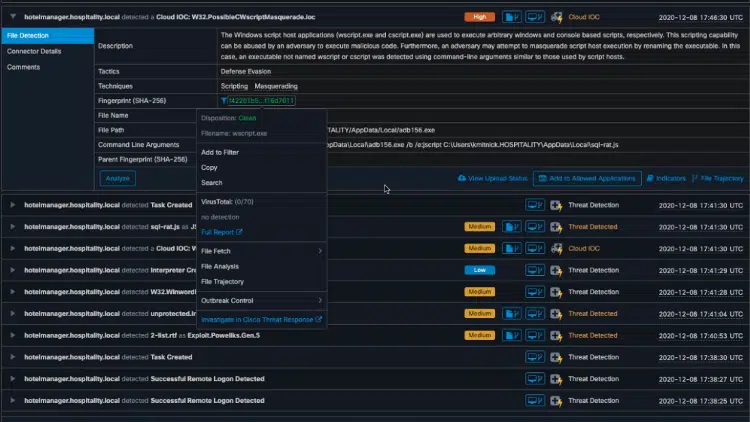 hotelmanager.hospitality.local detected a Cloud IOC: W32.PossibleCWscriptMasquerade.ioc High Cloud IOC 2020-12-08 17:46:30 UTC
File Detection
Connector Details
Comments
Description
The Windows script host applications (wscript.exe and cscript.exe) are used to execute arbitrary windows and console based scripts, respectively. This scripting capability
can be abused by an adversary to execute malicious code. Furthermore, an adversary may attempt to masquerade script host execution by renaming the executable. In this
case, an executable not named wscript or cscript was detected using command-line arguments similar to those used by script hosts.
Tactics Defense Evasion
Techniques Scripting Masquerading
Fingerprint (SHA-256)
File Name
File Path ITALITY/AppData/Local/adb156.exe
Command Line Arguments \AppData\Local\adb156.exe /b /e:jscript C:\Users\kmitnick.HOSPITALITY\AppData\Local\sql-rat.js
Parent Fingerprint (SHA-256)
Analyze View Upload Status Add to Allowed Applications Indicators File Trajectory
Disposition: Clean
Filename: wscript.exe
Add to Filter
Copy
Search
VirusTotal: (0/70)
no detection
Full Report
File Fetch
File Analysis
File Trajectory
Outbreak Control
Investigate in Cisco Threat Response
hotelmanager.hospitality.local detected Task Created Threat Detection 2020-12-08 17:41:30 UTC
hotelmanager.hospitality.local detected sql-rat.js as JS Medium Threat Detected 2020-12-08 17:41:30 UTC
hotelmanager.hospitality.local detected a Cloud IOC: W Medium Cloud IOC 2020-12-08 17:41:30 UTC
hotelmanager.hospitality.local detected Interpreter Cre Low Threat Detection 2020-12-08 17:41:29 UTC
hotelmanager.hospitality.local detected W32.Winword Medium Threat Detection 2020-12-08 17:41:28 UTC
hotelmanager.hospitality.local detected unprotected.ir Medium Threat Detected 2020-12-08 17:41:04 UTC
hotelmanager.hospitality.local detected 2-list.rtf as Exploit.Poweliks.Gen.5 Medium Threat Detected 2020-12-08 17:40:53 UTC
hotelmanager.hospitality.local detected Task Created Threat Detection 2020-12-08 17:38:30 UTC
hotelmanager.hospitality.local detected Successful Remote Logon Detected Threat Detection 2020-12-08 17:38:27 UTC
hotelmanager.hospitality.local detected Successful Remote Logon Detected Threat Detection 2020-12-08 17:38:25 UTC